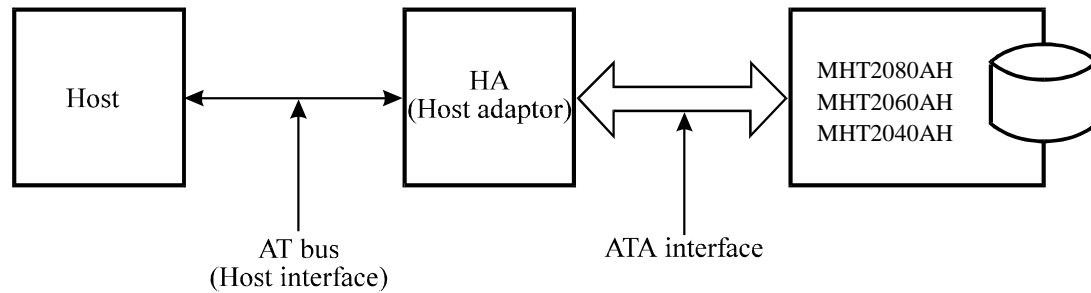 Host
HA
(Host adaptor)
MHT2080AH
MHT2060AH
MHT2040AH
AT bus
(Host interface)
ATA interface